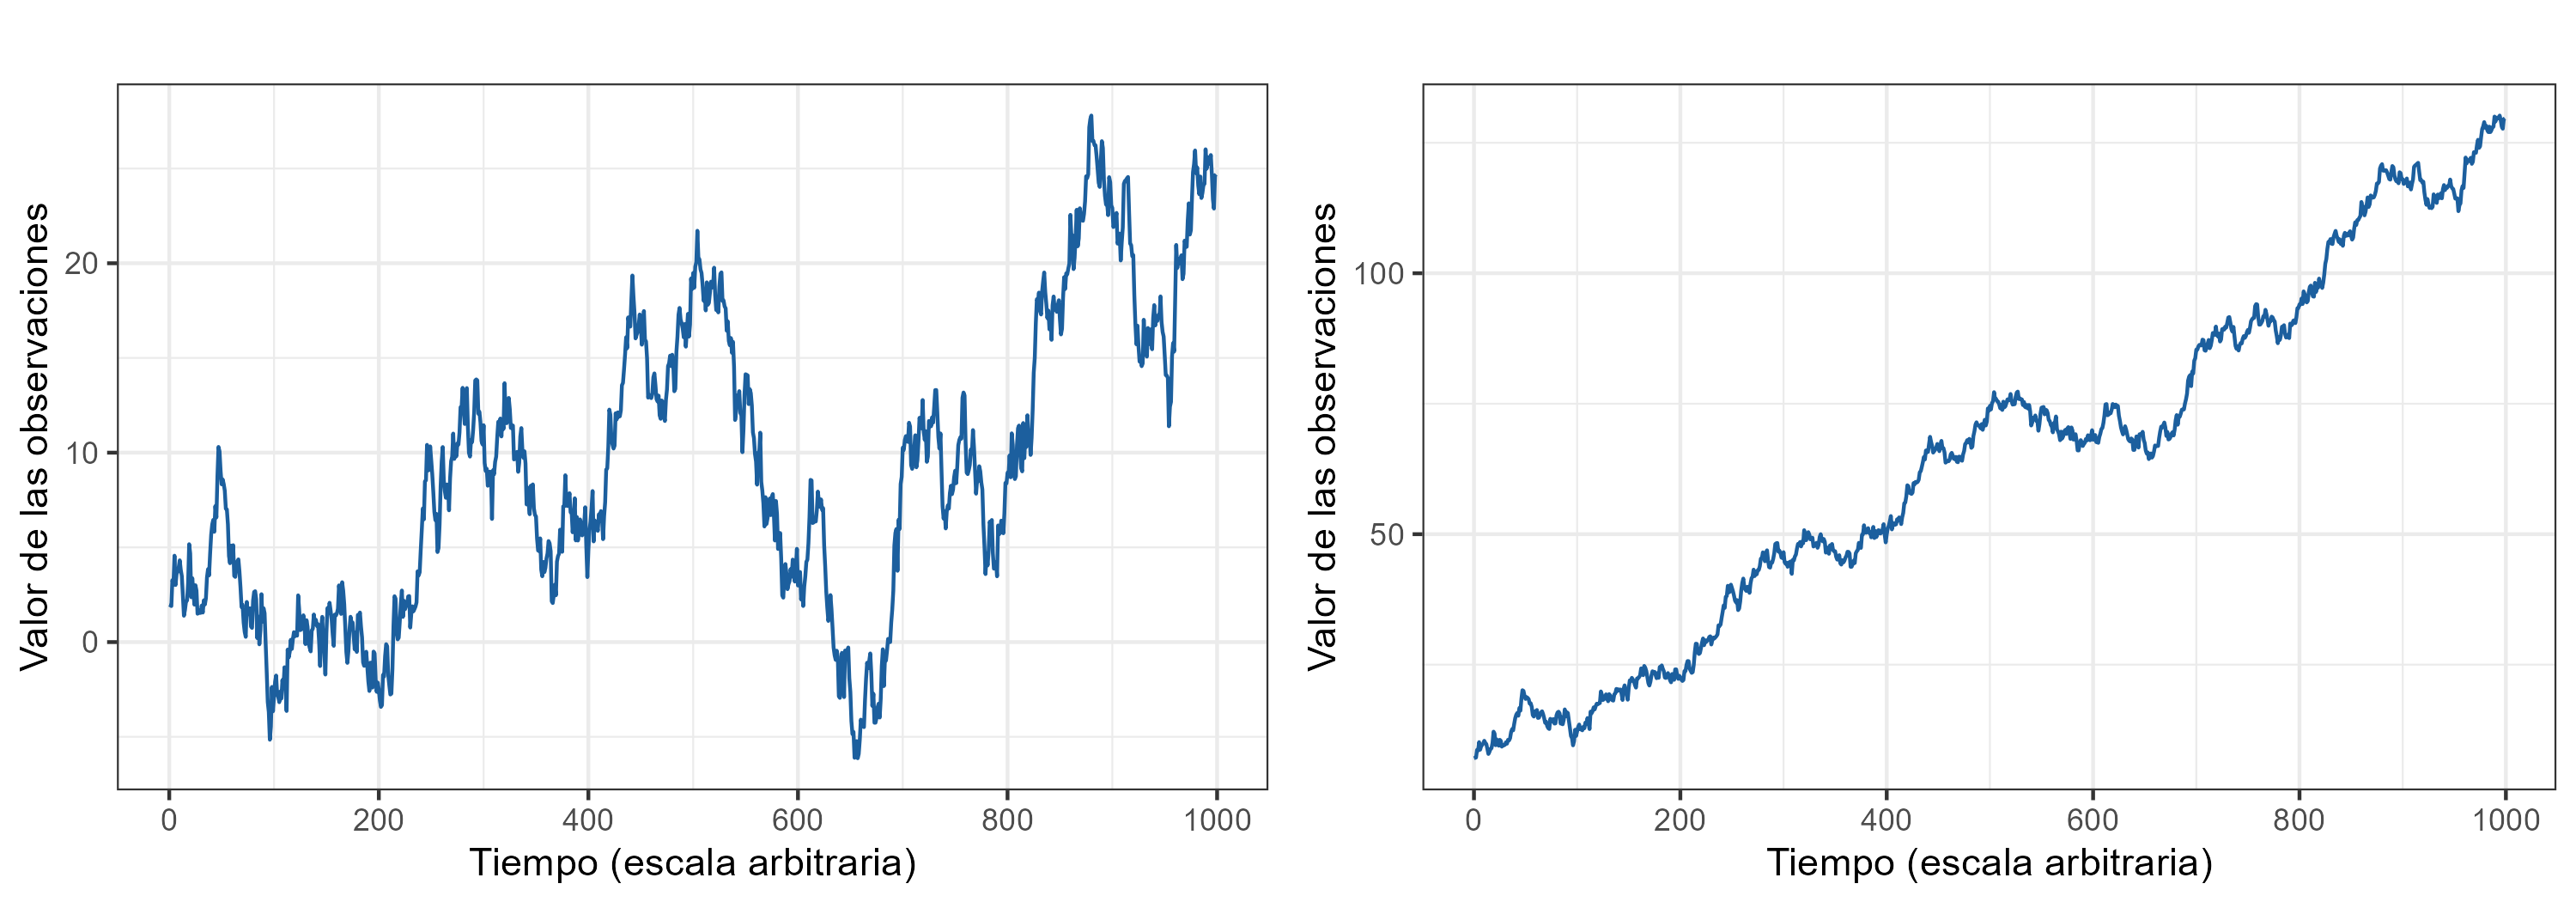 Valor de las observaciones
20
10
0
0 200 400 600 800 1000
Tiempo (escala arbitraria)
Valor de las observaciones
100
50
0 200 400 600 800 1000
Tiempo (escala arbitraria)